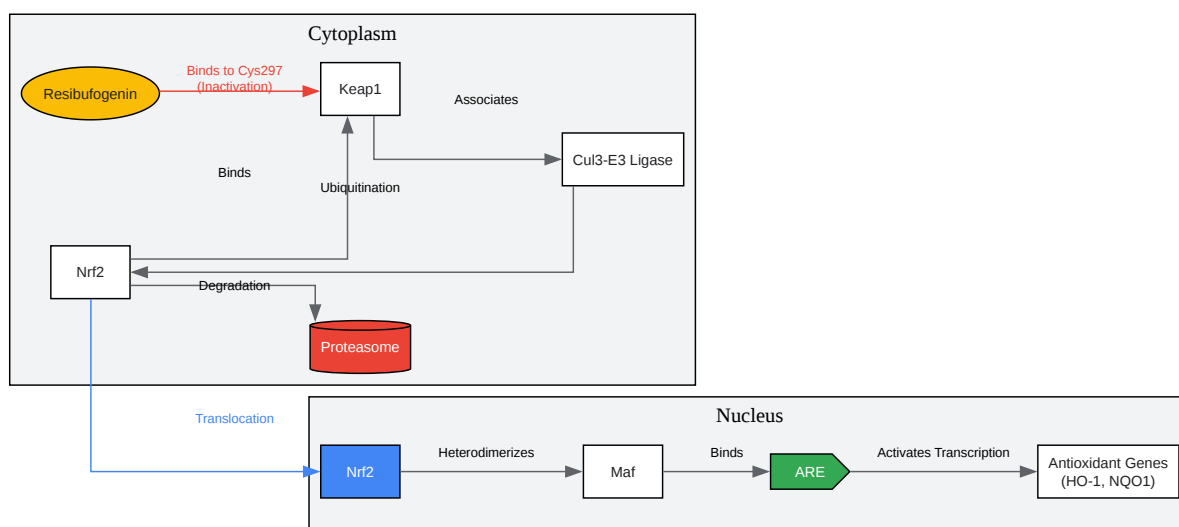 Cytoplasm
Binds to Cys297
(Inactivation)
Resibufogenin
Keap1
Associates
Cul3-E3 Ligase
Binds
Ubiquitination
Nrf2
Degradation
Proteasome
Translocation
Nucleus
Nrf2
Heterodimerizes
Maf
Binds
ARE
Activates Transcription
Antioxidant Genes
(HO-1, NQO1)